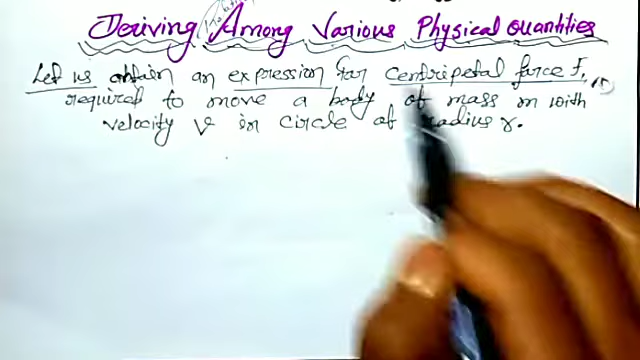 Deriving Among Various Physical Quantities
Let us obtain an expression for centripetal force F,
required to move a body of mass m with
velocity v in circle of radius r.